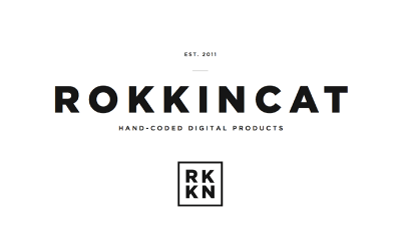 EST. 2011
ROKKINCAT
HAND-CODED DIGITAL PRODUCTS
RK
KN